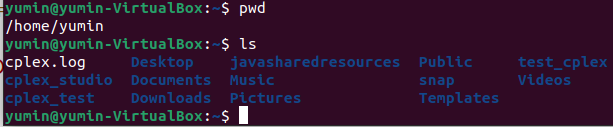 yumin@yumin-VirtualBox:~$ pwd
/home/yumin
yumin@yumin-VirtualBox:~$ ls
cplex.log Desktop javasharedresources Public test_cplex
cplex_studio Documents Music snap Videos
cplex_test Downloads Pictures Templates
yumin@yumin-VirtualBox:~$